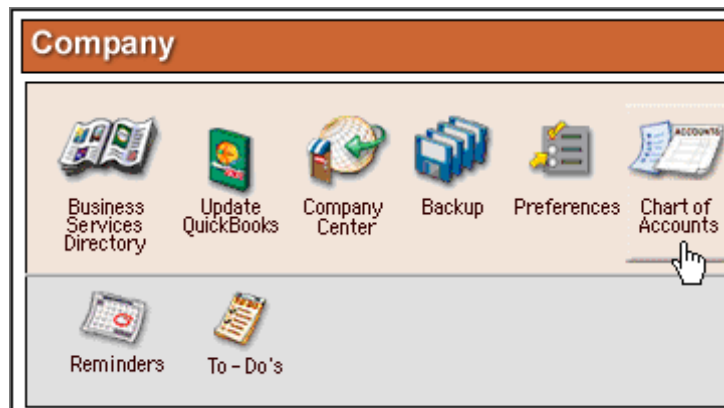 Company
ACCOUNTS
Business Services Directory
Update QuickBooks
Company Center
Backup
Preferences
Chart of Accounts
Reminders
To-Do's